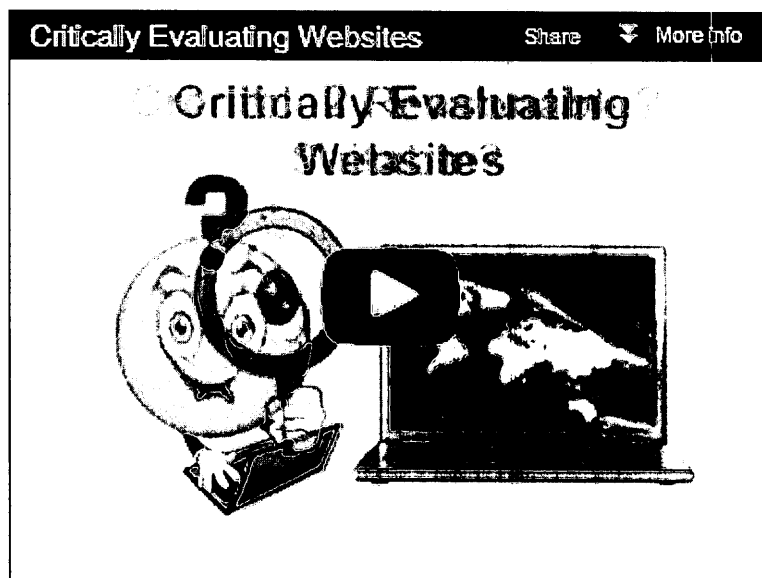 Critically Evaluating Websites
Share
More info
Critically Evaluating
Websites
?